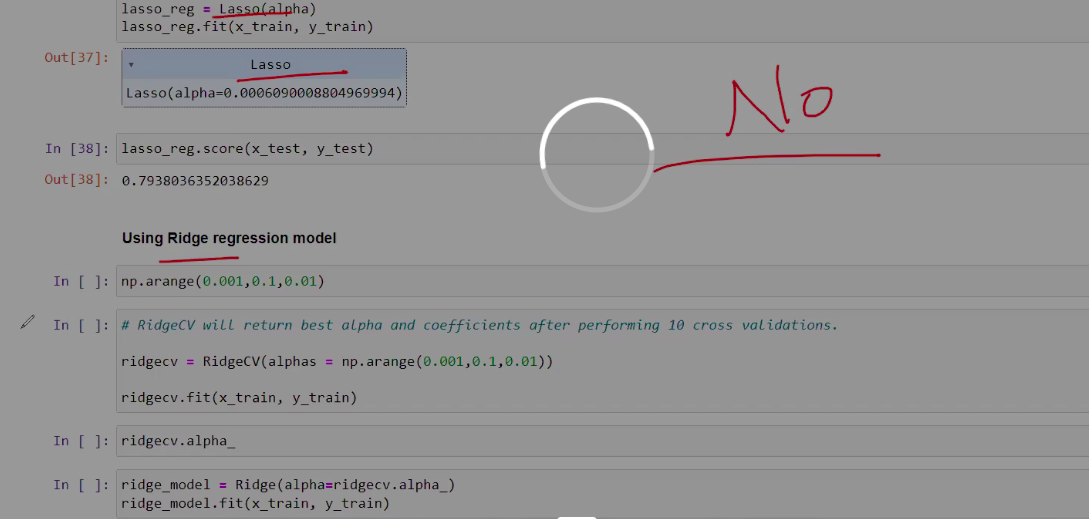 lasso_reg = Lasso(alpha)
lasso_reg.fit(x_train, y_train)
Out[37]:
Lasso
Lasso(alpha=0.0006090008804969994)
No
In [38]: lasso_reg.score(x_test, y_test)
Out[38]: 0.7938036352038629
Using Ridge regression model
In [ ]: np.arange(0.001,0.1,0.01)
In [ ]: # RidgeCV will return best alpha and coefficients after performing 10 cross validations.
ridgecv = RidgeCV(alphas = np.arange(0.001,0.1,0.01))
ridgecv.fit(x_train, y_train)
In [ ]: ridgecv.alpha_
In [ ]: ridge_model = Ridge(alpha=ridgecv.alpha_)
ridge_model.fit(x_train, y_train)